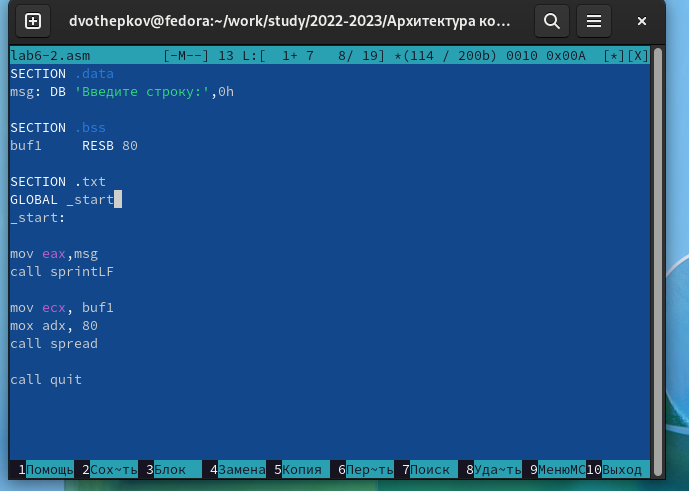 dvothepkov@fedora:~/work/study/2022-2023/Архитектура ко...
lab6-2.asm [-M--] 13 L:[ 1+ 7 8/ 19] *(114 / 200b) 0010 0x00A [*][X]
SECTION .data
msg: DB 'Введите строку:',0h
SECTION .bss
buf1 RESB 80
SECTION .txt
GLOBAL _start
_start:
mov eax,msg
call sprintLF
mov ecx, buf1
mox adx, 80
call spread
call quit
1Помощь 2Сох~ть 3Блок 4Замена 5Копия 6Пер~ть 7Поиск 8Уда~ть 9МенюMC 10Выход